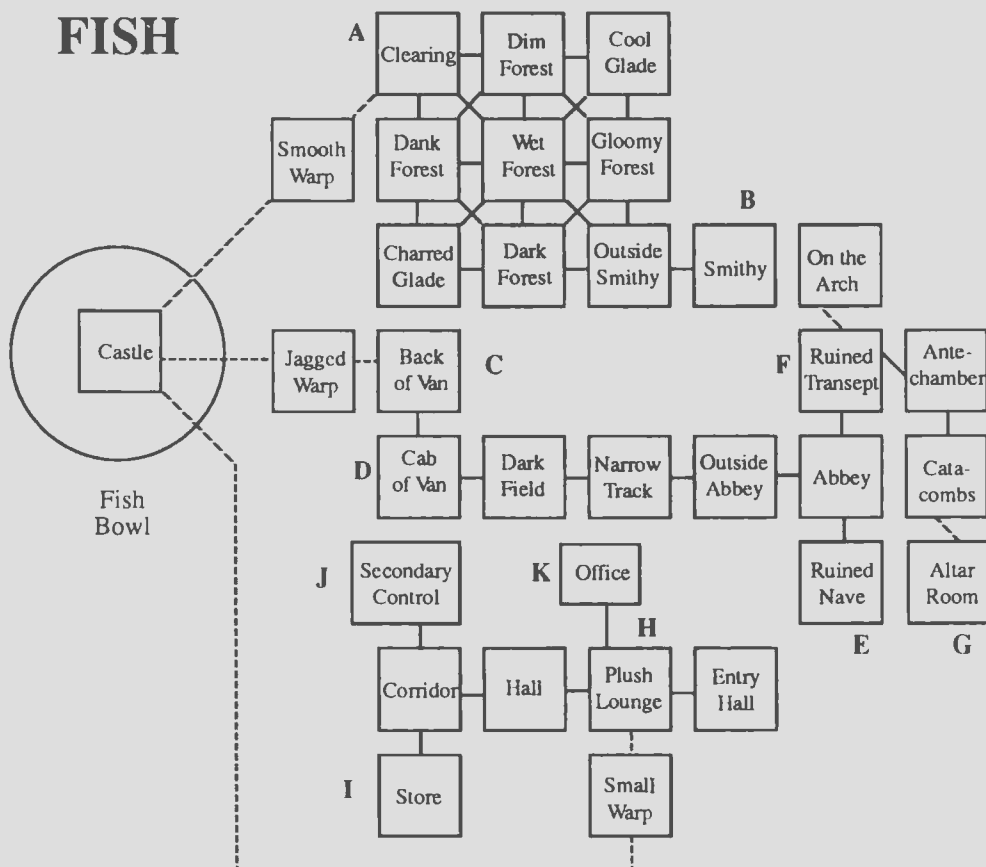 FISH
A
Clearing
Dim
Forest
Cool
Glade
Smooth
Warp
Dank
Forest
Wet
Forest
Gloomy
Forest
B
Charred
Glade
Dark
Forest
Outside
Smithy
Smithy
On the
Arch
Castle
Jagged
Warp
Back
of Van
C
F
Ruined
Transept
Ante-
chamber
D
Cab
of Van
Dark
Field
Narrow
Track
Outside
Abbey
Abbey
Cata-
combs
Fish
Bowl
J
Secondary
Control
K
Office
H
Ruined
Nave
E
Altar
Room
G
Corridor
Hall
Plush
Lounge
Entry
Hall
I
Store
Small
Warp